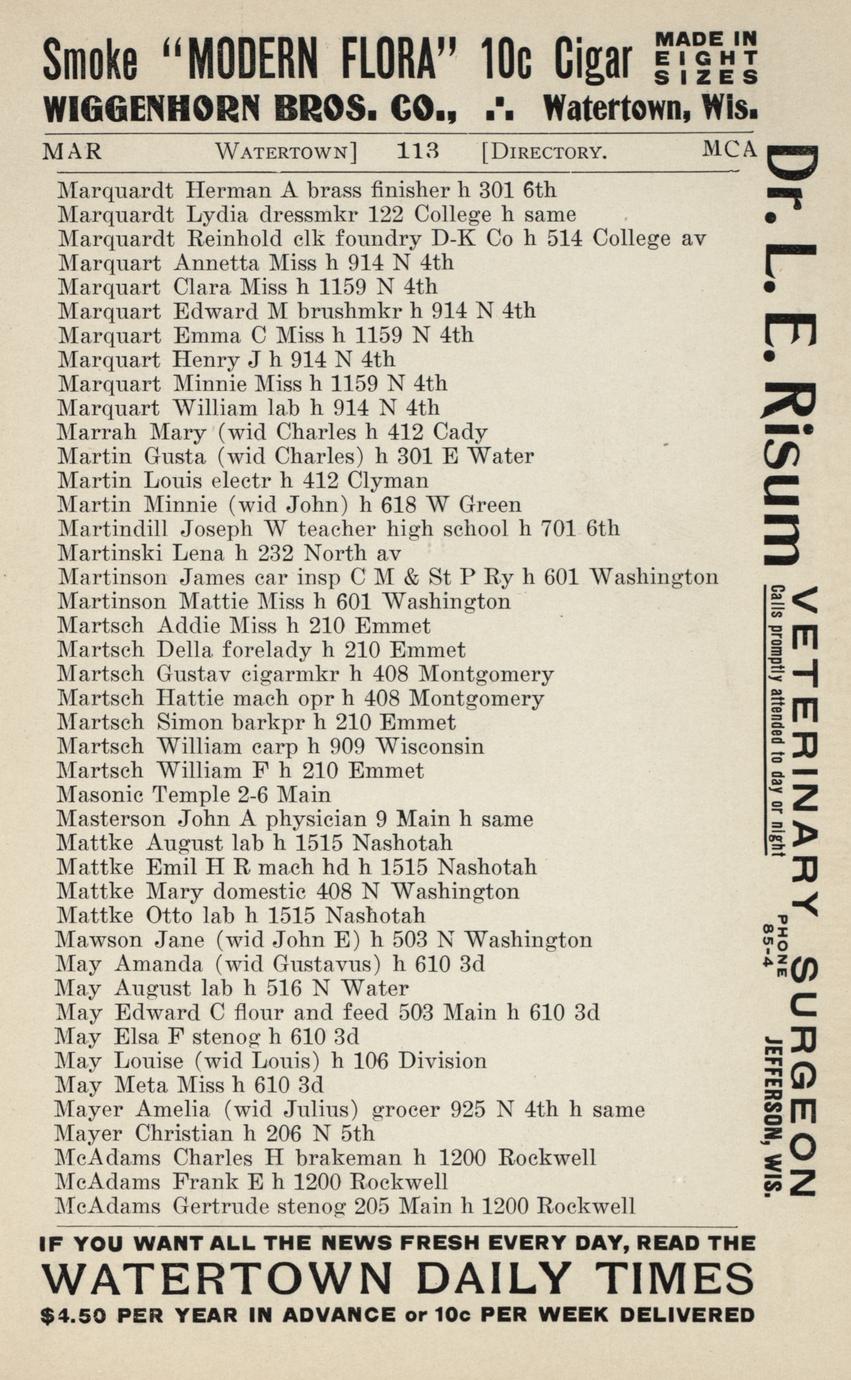 Smoke "MODERN FLORA" 10c Cigar MADE IN EIGHT SIZES
WIGGENHORN BROS. CO., ∴ Watertown, Wis.
MAR WATERTOWN] 113 [DIRECTORY. MCA
Marquardt Herman A brass finisher h 301 6th
Marquardt Lydia dressmkr 122 College h same
Marquardt Reinhold clk foundry D-K Co h 514 College av
Marquart Annetta Miss h 914 N 4th
Marquart Clara Miss h 1159 N 4th
Marquart Edward M brushmkr h 914 N 4th
Marquart Emma C Miss h 1159 N 4th
Marquart Henry J h 914 N 4th
Marquart Minnie Miss h 1159 N 4th
Marquart William lab h 914 N 4th
Marrah Mary (wid Charles h 412 Cady
Martin Gusta (wid Charles) h 301 E Water
Martin Louis electr h 412 Clyman
Martin Minnie (wid John) h 618 W Green
Martindill Joseph W teacher high school h 701 6th
Martinski Lena h 232 North av
Martinson James car insp C M & St P Ry h 601 Washington
Martinson Mattie Miss h 601 Washington
Martsch Addie Miss h 210 Emmet
Martsch Della forelady h 210 Emmet
Martsch Gustav cigarmkr h 408 Montgomery
Martsch Hattie mach opr h 408 Montgomery
Martsch Simon barkpr h 210 Emmet
Martsch William carp h 909 Wisconsin
Martsch William F h 210 Emmet
Masonic Temple 2-6 Main
Masterson John A physician 9 Main h same
Mattke August lab h 1515 Nashotah
Mattke Emil H R mach hd h 1515 Nashotah
Mattke Mary domestic 408 N Washington
Mattke Otto lab h 1515 Nashotah
Mawson Jane (wid John E) h 503 N Washington
May Amanda (wid Gustavus) h 610 3d
May August lab h 516 N Water
May Edward C flour and feed 503 Main h 610 3d
May Elsa F stenog h 610 3d
May Louise (wid Louis) h 106 Division
May Meta Miss h 610 3d
Mayer Amelia (wid Julius) grocer 925 N 4th h same
Mayer Christian h 206 N 5th
McAdams Charles H brakeman h 1200 Rockwell
McAdams Frank E h 1200 Rockwell
McAdams Gertrude stenog 205 Main h 1200 Rockwell
IF YOU WANT ALL THE NEWS FRESH EVERY DAY, READ THE
WATERTOWN DAILY TIMES
$4.50 PER YEAR IN ADVANCE or 10c PER WEEK DELIVERED
Dr. L. E. Risum
VETERINARY SURGEON
Calls promptly attended to day or night
PHONE
85-4
JEFFERSON, WIS.